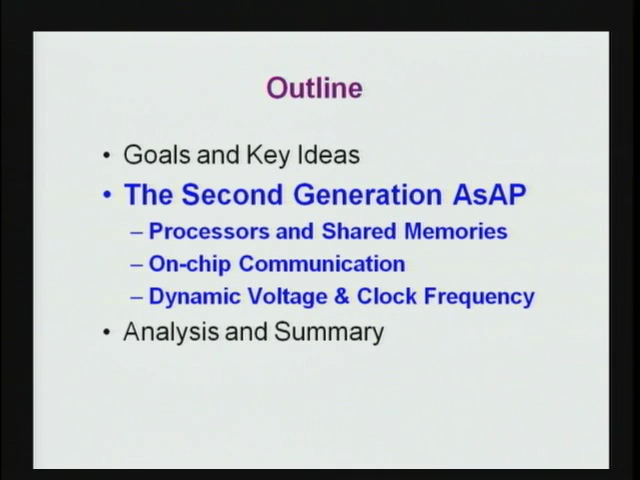 Outline
• Goals and Key Ideas
• The Second Generation AsAP
– Processors and Shared Memories
– On-chip Communication
– Dynamic Voltage & Clock Frequency
• Analysis and Summary